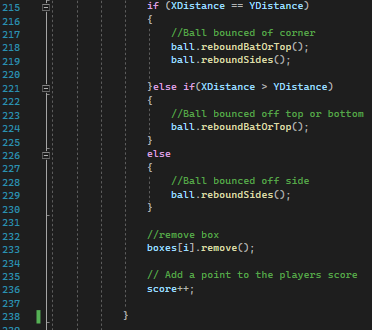 215 if (XDistance == YDistance)
216 {
217 //Ball bounced of corner
218 ball.reboundBatOrTop();
219 ball.reboundSides();
220
221 }else if(XDistance > YDistance)
222 {
223 //Ball bounced off top or bottom
224 ball.reboundBatOrTop();
225 }
226 else
227 {
228 //Ball bounced off side
229 ball.reboundSides();
230 }
231
232 //remove box
233 boxes[i].remove();
234
235 // Add a point to the players score
236 score++;
237
238 }